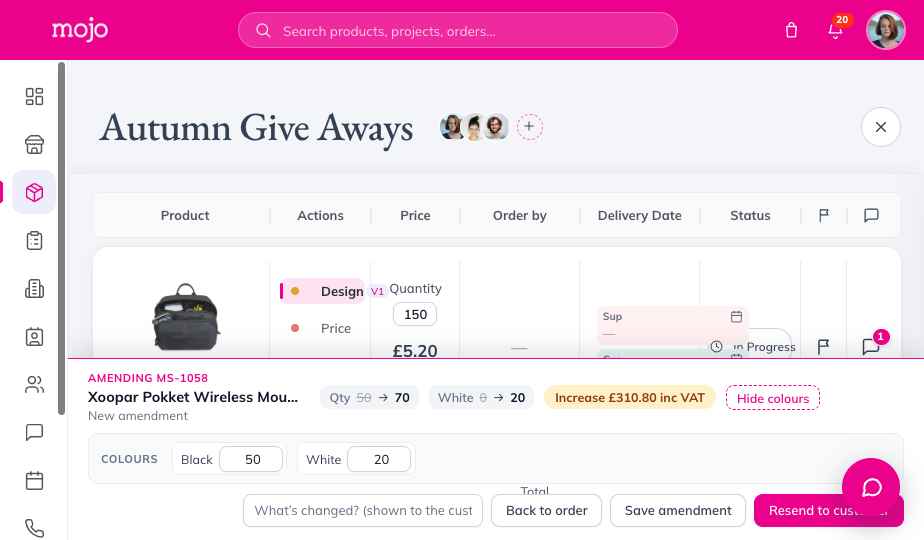 mojo
Search products, projects, orders...
20
Autumn Give Aways
+
Product Actions Price Order by Delivery Date Status
Design V1 Quantity
150
Price
£5.20
Sup
In Progress
1
AMENDING MS-1058
Xoopar Pokket Wireless Mou...
New amendment
Qty 50 → 70
White 0 → 20
Increase £310.80 inc VAT
Hide colours
COLOURS Black 50 White 20
Total
What's changed? (shown to the cust
Back to order
Save amendment
Resend to